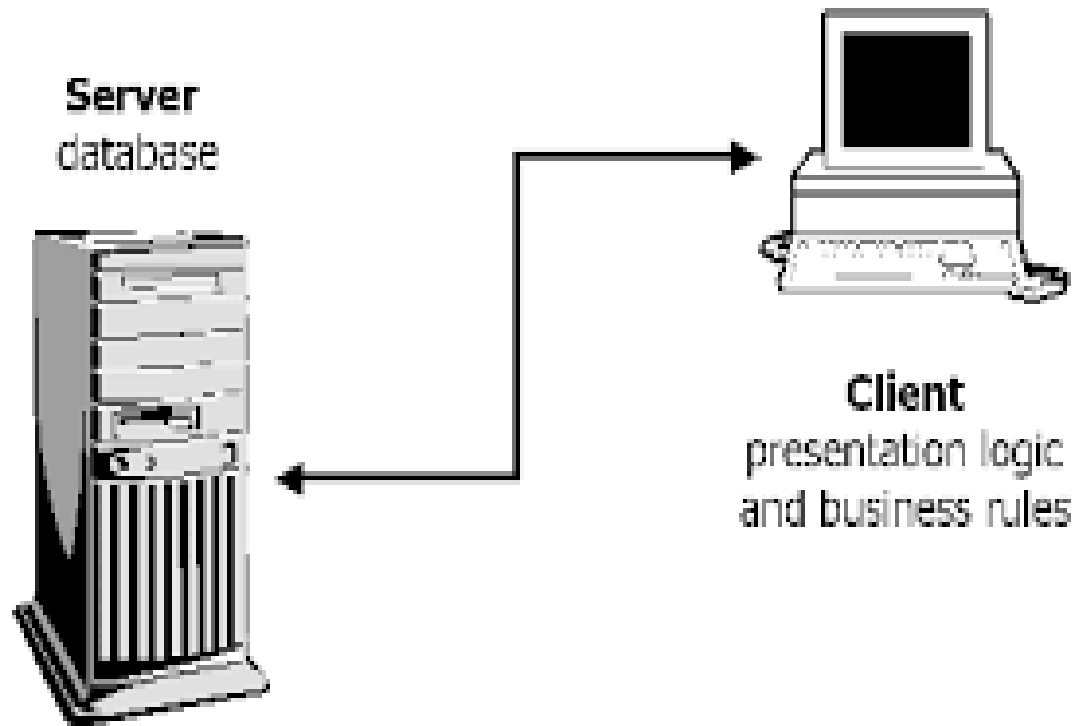 Server
database
Client
presentation logic
and business rules